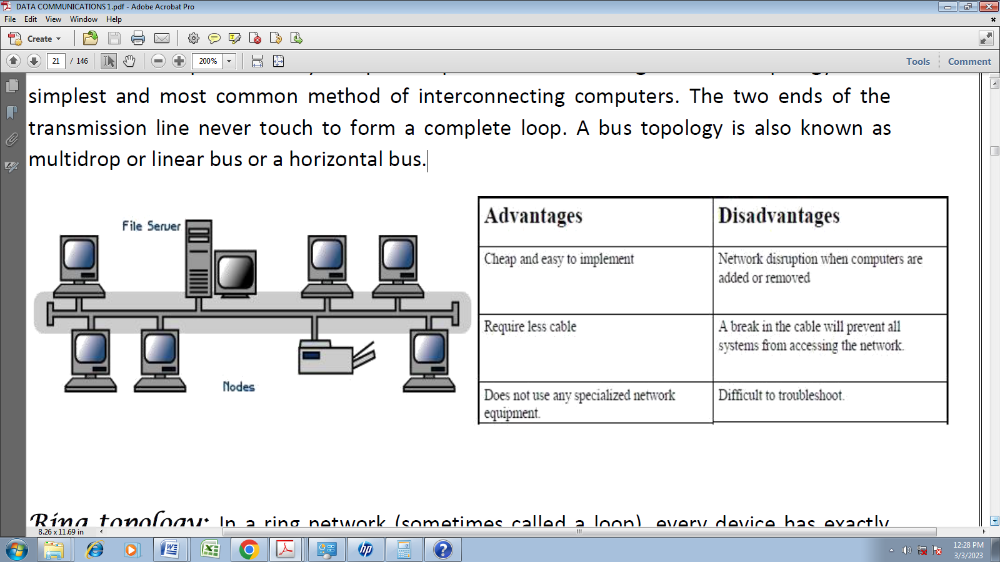 DATA COMMUNICATIONS 1.pdf - Adobe Acrobat Pro
File Edit View Window Help
Create
21 / 146 200% Tools Comment
simplest and most common method of interconnecting computers. The two ends of the
transmission line never touch to form a complete loop. A bus topology is also known as
multidrop or linear bus or a horizontal bus.
File Server
Nodes
Advantages Disadvantages
Cheap and easy to implement Network disruption when computers are
added or removed
Require less cable A break in the cable will prevent all
systems from accessing the network.
Does not use any specialized network Difficult to troubleshoot.
equipment.
Ring topology: In a ring network (sometimes called a loop), every device has exactly
8.26 x 11.69 in
12:28 PM
3/3/2023